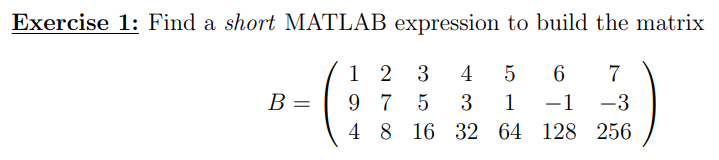 Exercise 1: Find a short MATLAB expression to build the matrix
1 2 3 4 5 6 7
B = 9 7 5 3 1 −1 −3
4 8 16 32 64 128 256